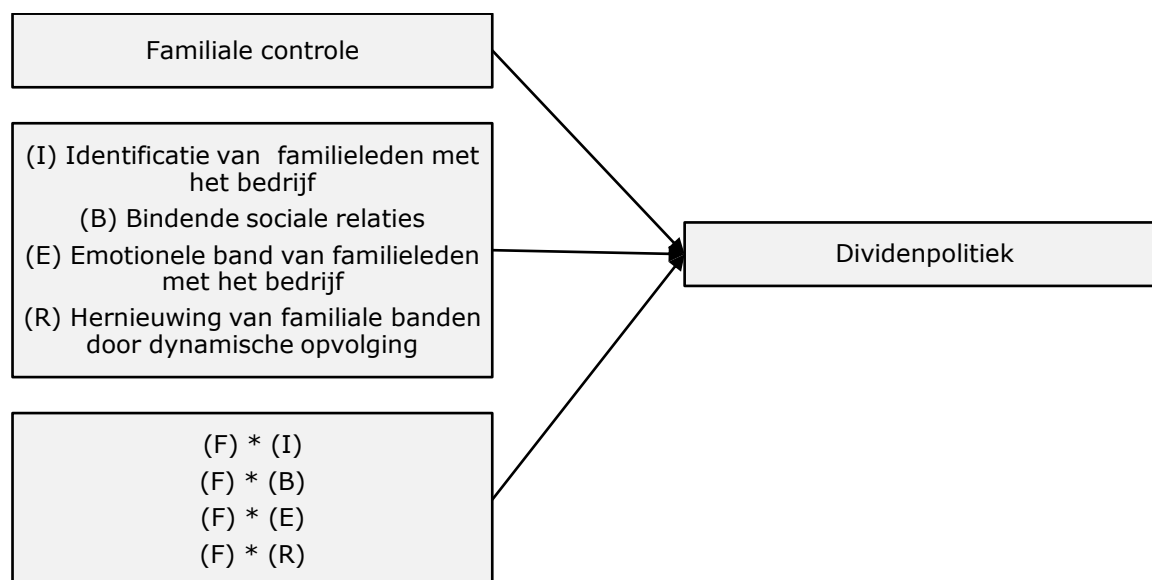 Familiale controle
(I) Identificatie van familieleden met
het bedrijf
(B) Bindende sociale relaties
(E) Emotionele band van familieleden
met het bedrijf
(R) Hernieuwing van familiale banden
door dynamische opvolging
Dividenpolitiek
(F) * (I)
(F) * (B)
(F) * (E)
(F) * (R)